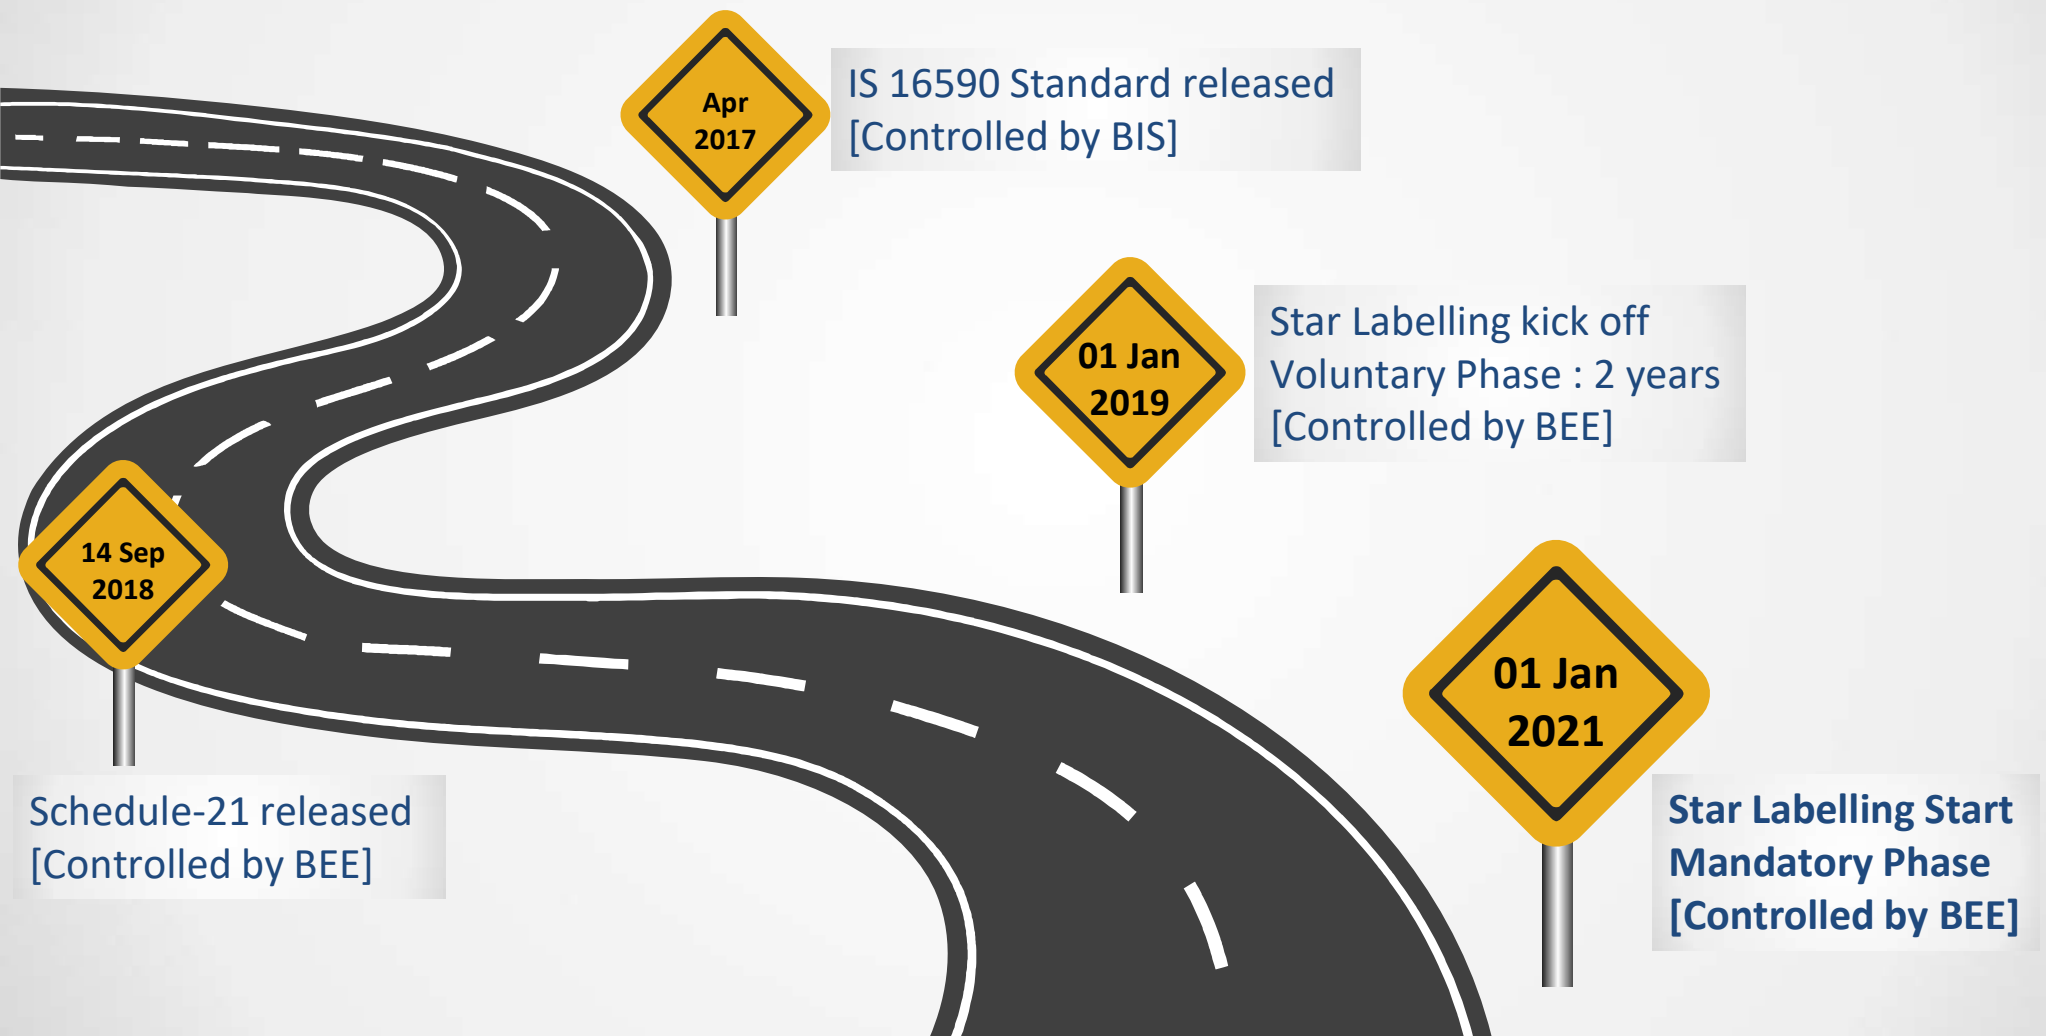 Apr
2017
IS 16590 Standard released
[Controlled by BIS]
01 Jan
2019
Star Labelling kick off
Voluntary Phase : 2 years
[Controlled by BEE]
14 Sep
2018
Schedule-21 released
[Controlled by BEE]
01 Jan
2021
Star Labelling Start
Mandatory Phase
[Controlled by BEE]